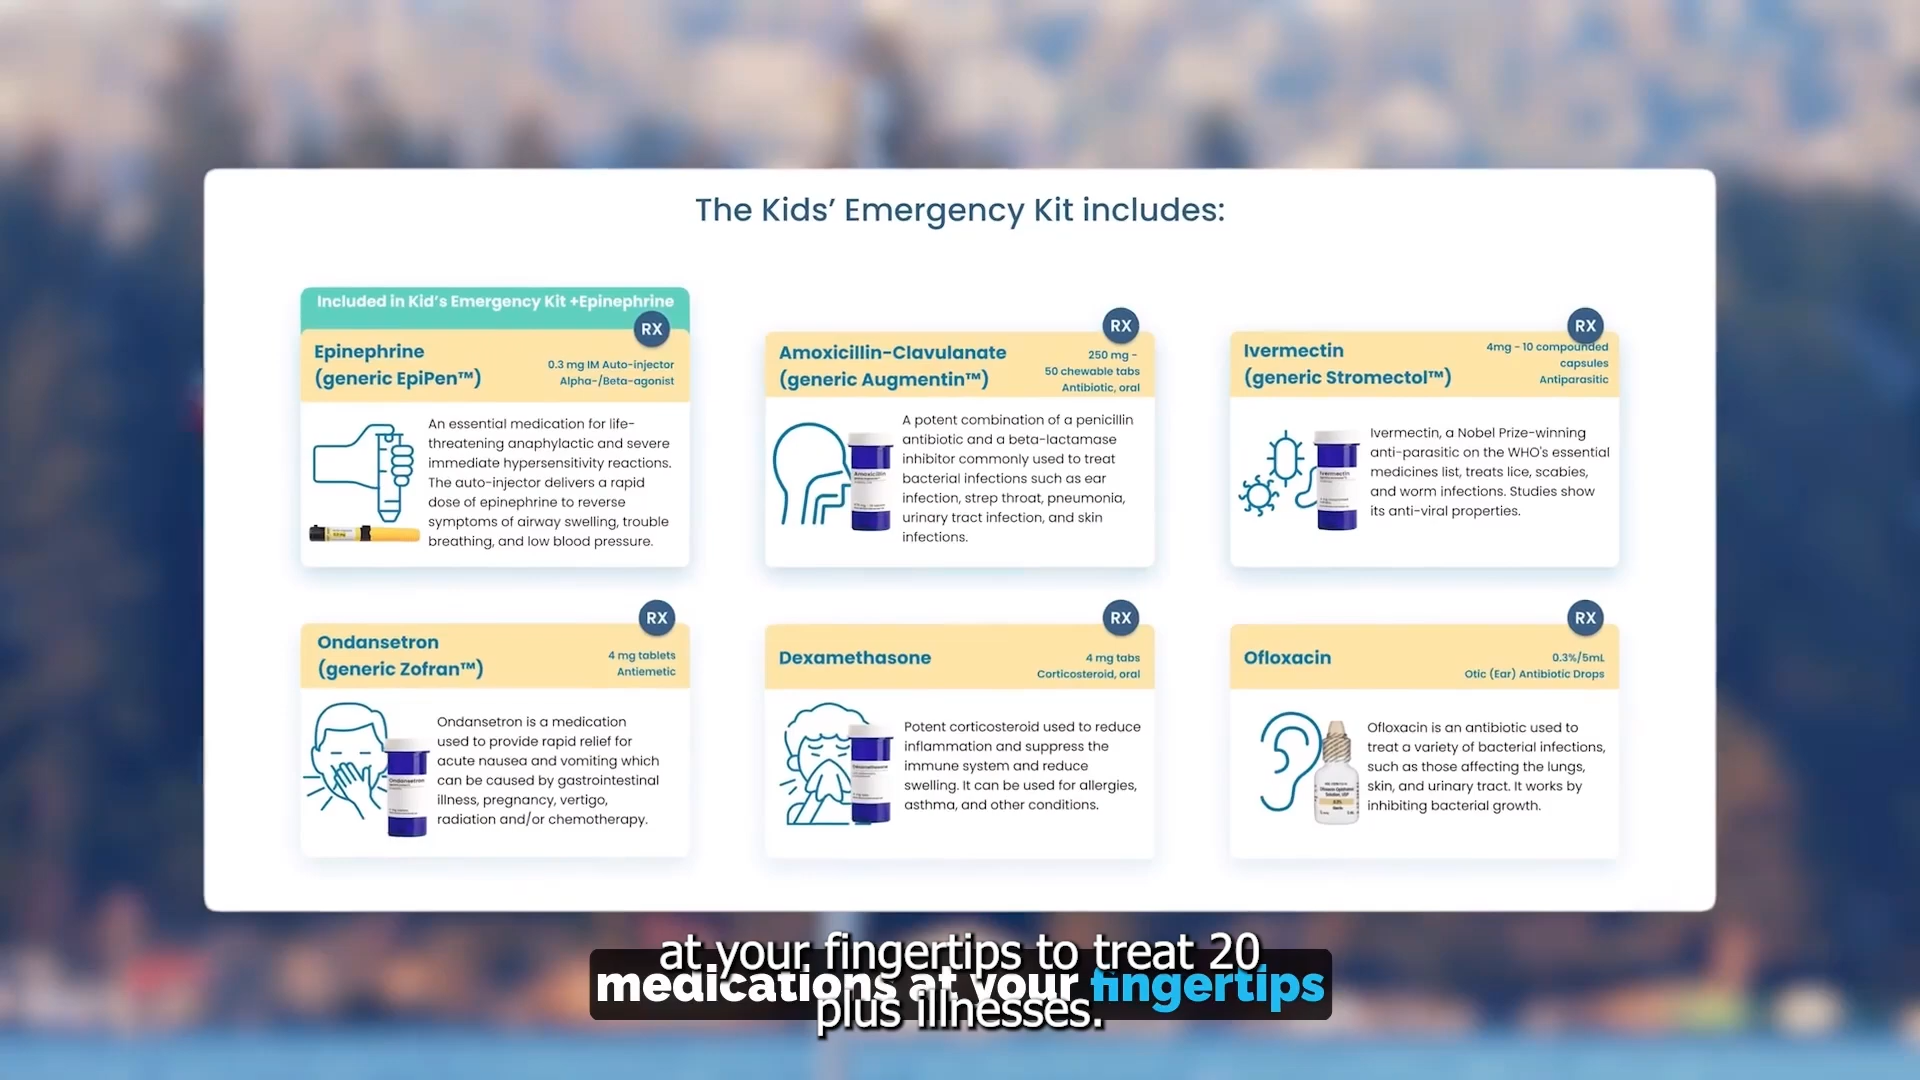 The Kids’ Emergency Kit includes:
Included in Kid’s Emergency Kit +Epinephrine
RX
Epinephrine
(generic EpiPen™)
0.3 mg IM Auto-injector
Alpha-/Beta-agonist
An essential medication for life-
threatening anaphylactic and severe
immediate hypersensitivity reactions.
The auto-injector delivers a rapid
dose of epinephrine to reverse
symptoms of airway swelling, trouble
breathing, and low blood pressure.
RX
Amoxicillin-Clavulanate
(generic Augmentin™)
250 mg -
50 chewable tabs
Antibiotic, oral
A potent combination of a penicillin
antibiotic and a beta-lactamase
inhibitor commonly used to treat
bacterial infections such as ear
infection, strep throat, pneumonia,
urinary tract infection, and skin
infections.
Amoxicillin
RX
Ivermectin
(generic Stromectol™)
4mg - 10 compounded
capsules
Antiparasitic
Ivermectin, a Nobel Prize-winning
anti-parasitic on the WHO's essential
medicines list, treats lice, scabies,
and worm infections. Studies show
its anti-viral properties.
Ivermectin
RX
Ondansetron
(generic Zofran™)
4 mg tablets
Antiemetic
Ondansetron is a medication
used to provide rapid relief for
acute nausea and vomiting which
can be caused by gastrointestinal
illness, pregnancy, vertigo,
radiation and/or chemotherapy.
Ondansetron
RX
Dexamethasone
4 mg tabs
Corticosteroid, oral
Potent corticosteroid used to reduce
inflammation and suppress the
immune system and reduce
swelling. It can be used for allergies,
asthma, and other conditions.
Dexamethasone
RX
Ofloxacin
0.3%/5mL
Otic (Ear) Antibiotic Drops
Ofloxacin is an antibiotic used to
treat a variety of bacterial infections,
such as those affecting the lungs,
skin, and urinary tract. It works by
inhibiting bacterial growth.
at your fingertips to treat 20
medications at your fingertips
plus illnesses.